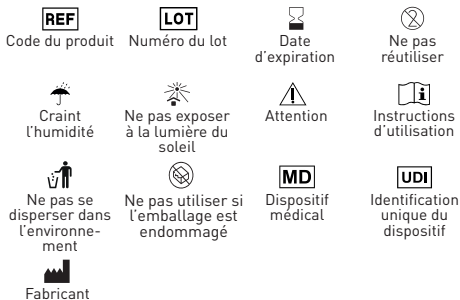 REF
Code du produit
LOT
Numéro du lot
Date
d'expiration
2
Ne pas
réutiliser
Craint
l'humidité
Ne pas exposer
à la lumière du
soleil
Attention
i
Instructions
d'utilisation
Ne pas se
disperser dans
l'environne-
ment
Ne pas utiliser si
l'emballage est
endommagé
MD
Dispositif
médical
UDI
Identification
unique du
dispositif
Fabricant